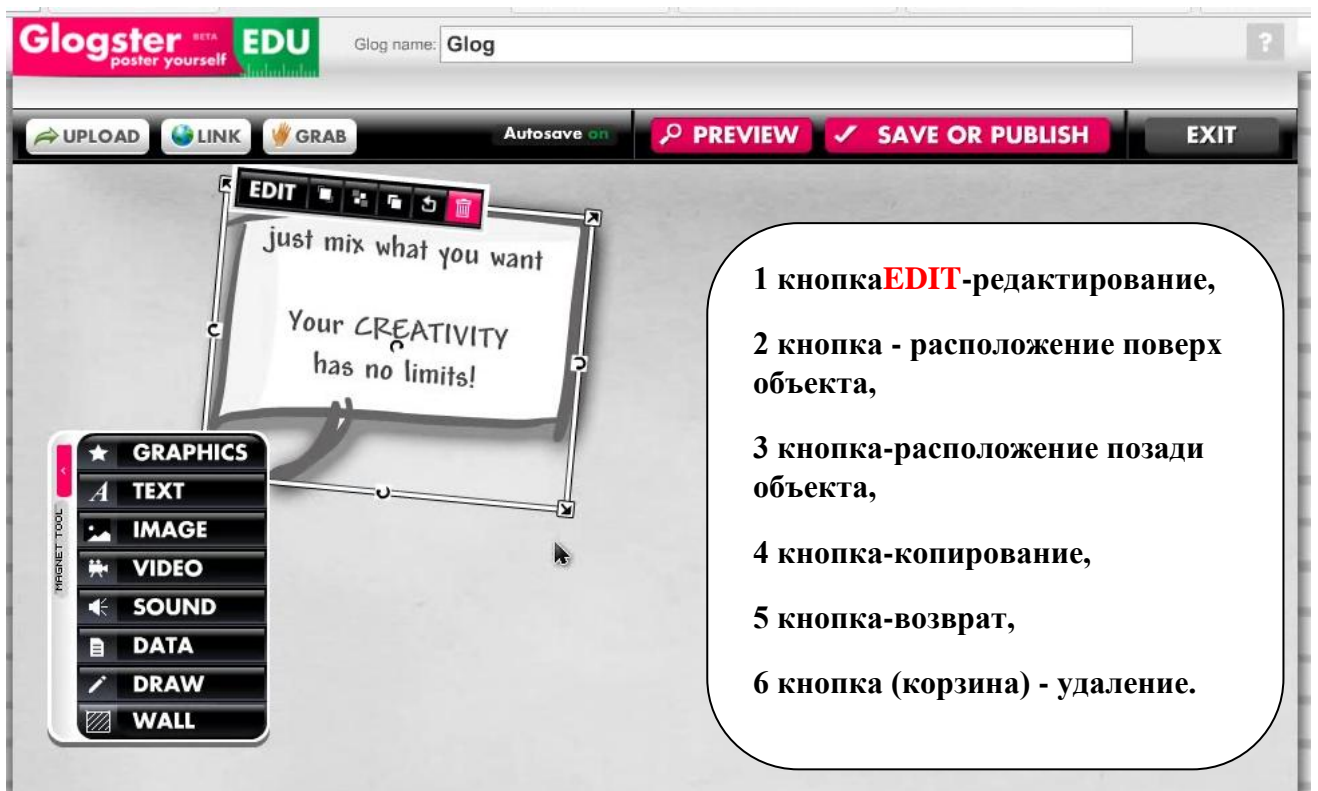 Glogster BETA EDU
poster yourself
Glog name: Glog
?
UPLOAD LINK GRAB Autosave on PREVIEW SAVE OR PUBLISH EXIT
EDIT
just mix what you want
Your CREATIVITY
has no limits!
MAGNET TOOL
GRAPHICS
TEXT
IMAGE
VIDEO
SOUND
DATA
DRAW
WALL
1 кнопкаEDIT-редактирование,
2 кнопка - расположение поверх
объекта,
3 кнопка-расположение позади
объекта,
4 кнопка-копирование,
5 кнопка-возврат,
6 кнопка (корзина) - удаление.